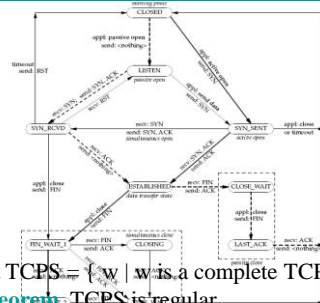 starting point
CLOSED
appl: passive open
send: <nothing>
appl: active open
send: SYN
timeout
send: RST
LISTEN
passive open
recv: SYN; send: SYN, ACK
recv: RST
appl: send data
send: SYN
SYN_RCVD
recv: SYN
send: SYN, ACK
simultaneous open
SYN_SENT
active open
appl: close
or timeout
recv: ACK
send: <nothing>
recv: SYN, ACK
send: ACK
appl: close
send: FIN
ESTABLISHED
data transfer state
recv: FIN
send: ACK
CLOSE_WAIT
appl: close
send: FIN
appl: close
send: FIN
simultaneous close
FIN_WAIT_1
recv: FIN
send: ACK
CLOSING
LAST_ACK
recv: ACK
send: <nothing>
passive close
TCPS = { w | w is a complete TCP
eorem. TCPS is regular